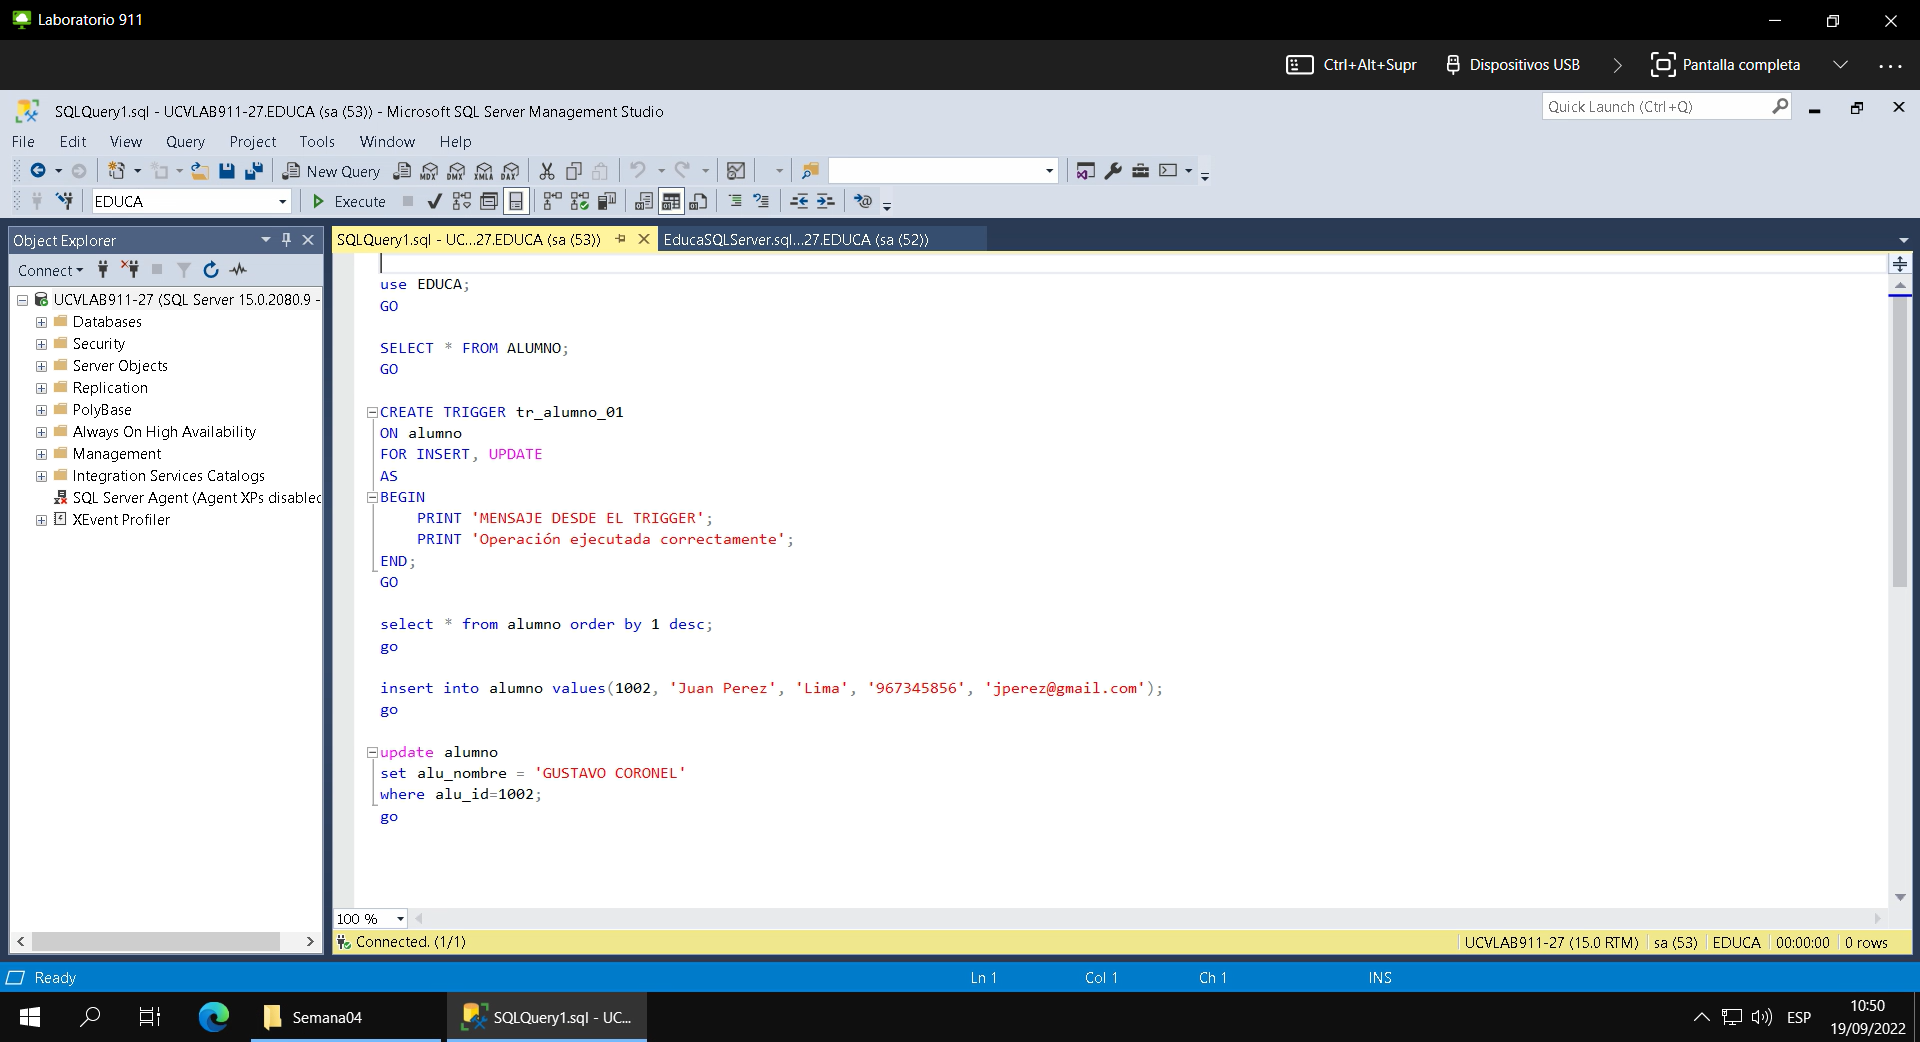 Laboratorio 911
Ctrl+Alt+Supr
Dispositivos USB
Pantalla completa
SQLQuery1.sql - UCVLAB911-27.EDUCA (sa (53)) - Microsoft SQL Server Management Studio
Quick Launch (Ctrl+Q)
File Edit View Query Project Tools Window Help
New Query
MDX DMX XMLA DAX
EDUCA
Execute
Object Explorer
SQLQuery1.sql - UC...27.EDUCA (sa (53))
EducaSQLServer.sql...27.EDUCA (sa (52))
Connect
UCVLAB911-27 (SQL Server 15.0.2080.9 -
Databases
Security
Server Objects
Replication
PolyBase
Always On High Availability
Management
Integration Services Catalogs
SQL Server Agent (Agent XPs disabled
XEvent Profiler
use EDUCA;
GO
SELECT * FROM ALUMNO;
GO
CREATE TRIGGER tr_alumno_01
ON alumno
FOR INSERT, UPDATE
AS
BEGIN
PRINT 'MENSAJE DESDE EL TRIGGER';
PRINT 'Operación ejecutada correctamente';
END;
GO
select * from alumno order by 1 desc;
go
insert into alumno values(1002, 'Juan Perez', 'Lima', '967345856', 'jperez@gmail.com');
go
update alumno
set alu_nombre = 'GUSTAVO CORONEL'
where alu_id=1002;
go
100 %
Connected. (1/1)
UCVLAB911-27 (15.0 RTM)
sa (53)
EDUCA
00:00:00
0 rows
Ready
Ln 1
Col 1
Ch 1
INS
Semana04
SQLQuery1.sql - UC...
ESP
10:50
19/09/2022